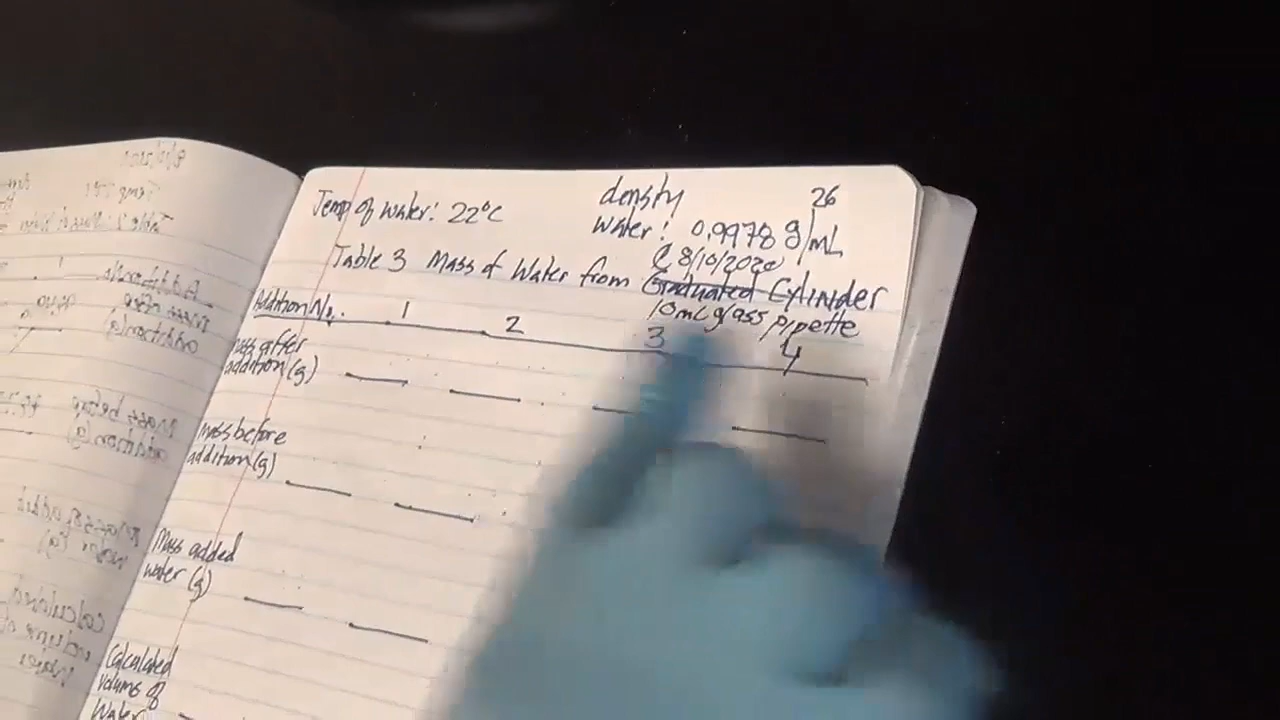 26
Temp of water: 22°C
density
water: 0.9978 g/mL
8/10/2020
Table 3 Mass of Water from Graduated Cylinder
10mL glass pipette
Addition No. 1 2 3 4
Mass after
addition (g)
Mass before
addition (g)
Mass added
water (g)
Calculated
volume of
Water